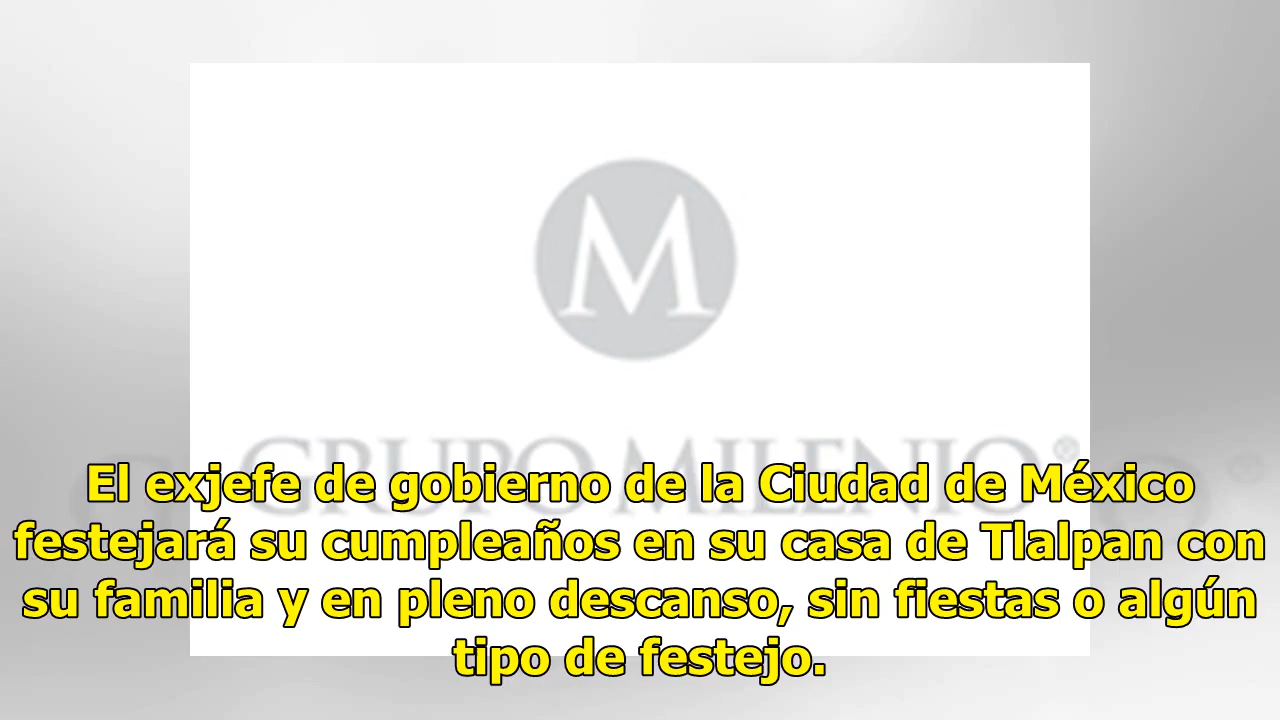 M
GRUPO MILENIO®
El exjefe de gobierno de la Ciudad de México
festejará su cumpleaños en su casa de Tlalpan con
su familia y en pleno descanso, sin fiestas o algún
tipo de festejo.